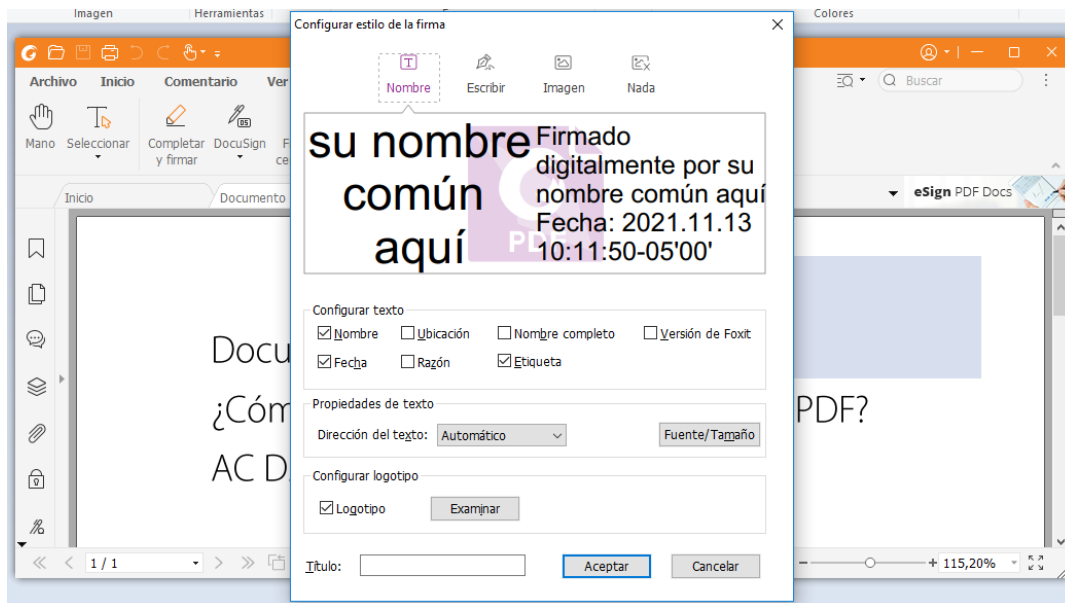 Imagen Herramientas Colores
Configurar estilo de la firma
Archivo Inicio Comentario Ver
Buscar
Nombre Escribir Imagen Nada
Mano Seleccionar Completar y firmar DocuSign
su nombre común aquí
Firmado
digitalmente por su
nombre común aquí
Fecha: 2021.11.13
10:11:50-05'00'
PDF
Inicio Documento
eSign PDF Docs
Configurar texto
Nombre Ubicación Nombre completo Versión de Foxit
Fecha Razón Etiqueta
Docu
Propiedades de texto
¿Cóm PDF?
Dirección del texto: Automático Fuente/Tamaño
AC D
Configurar logotipo
Logotipo Examinar
1 / 1
Título: Aceptar Cancelar
115,20%